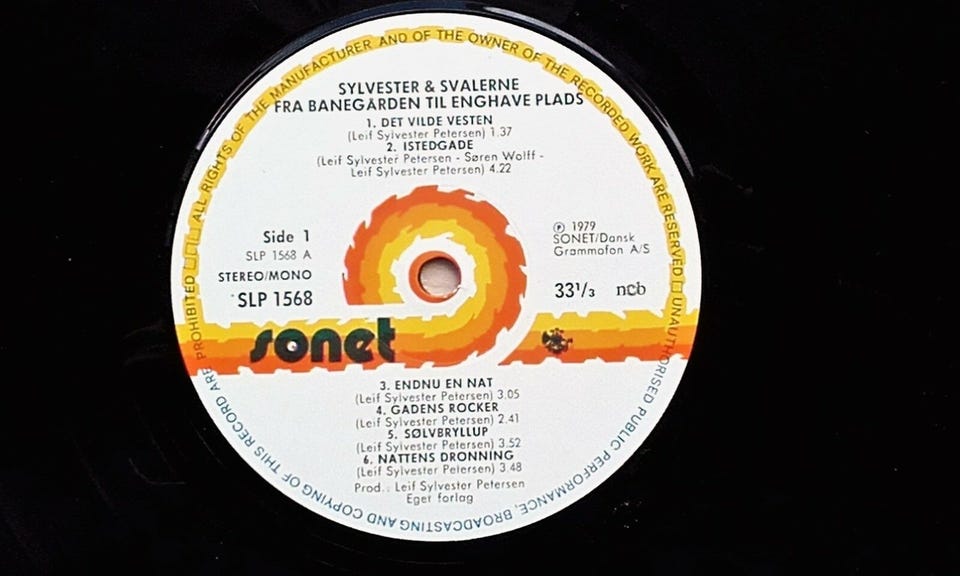 SYLVESTER & SVALERNE
FRA BANEGÅRDEN TIL ENGHAVE PLADS
1. DET VILDE VESTEN
(Leif Sylvester Petersen) 1.37
2. ISTEDGADE
(Leif Sylvester Petersen - Søren Wolff -
Leif Sylvester Petersen) 4.22
Side 1
SLP 1568 A
STEREO/MONO
SLP 1568
℗ 1979
SONET/Dansk
Grammofon A/S
33⅓ ncb
sonet
3. ENDNU EN NAT
(Leif Sylvester Petersen) 3.05
4. GADENS ROCKER
(Leif Sylvester Petersen) 2.41
5. SØLVBRYLLUP
(Leif Sylvester Petersen) 3.52
6. NATTENS DRONNING
(Leif Sylvester Petersen) 3.48
Prod.: Leif Sylvester Petersen
Eget forlag
ALL RIGHTS OF THE MANUFACTURER AND OF THE OWNER OF THE RECORDED WORK ARE RESERVED
UNAUTHORISED PUBLIC PERFORMANCE, BROADCASTING AND COPYING OF THIS RECORD ARE PROHIBITED